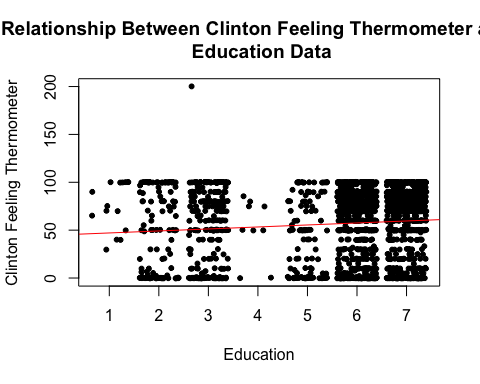 Relationship Between Clinton Feeling Thermometer
Education Data
Clinton Feeling Thermometer
200
150
100
50
0
1 2 3 4 5 6 7
Education